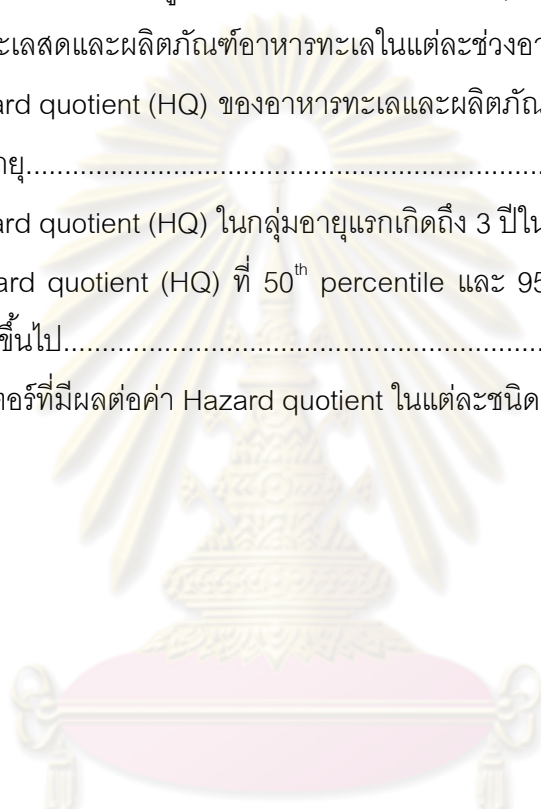 ะเลสดและผลิตภัณฑ์อาหารทะเลในแต่ละช่วงอา
ard quotient (HQ) ของอาหารทะเลและผลิตภัณ
ายุ...............................................................................
ard quotient (HQ) ในกลุ่มอายุแรกเกิดถึง 3 ปีใน
ard quotient (HQ) ที่ 50th percentile และ 95
ขึ้นไป..........................................................................
ตอร์ที่มีผลต่อค่า Hazard quotient ในแต่ละชนิด